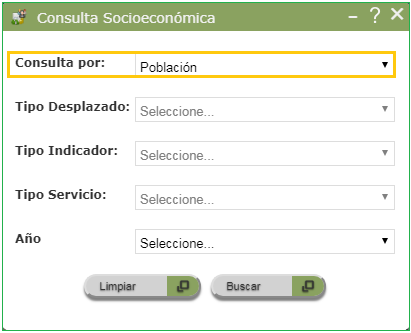 Consulta Socioeconómica
Consulta por: Población
Tipo Desplazado: Seleccione...
Tipo Indicador: Seleccione...
Tipo Servicio: Seleccione...
Año Seleccione...
Limpiar Buscar